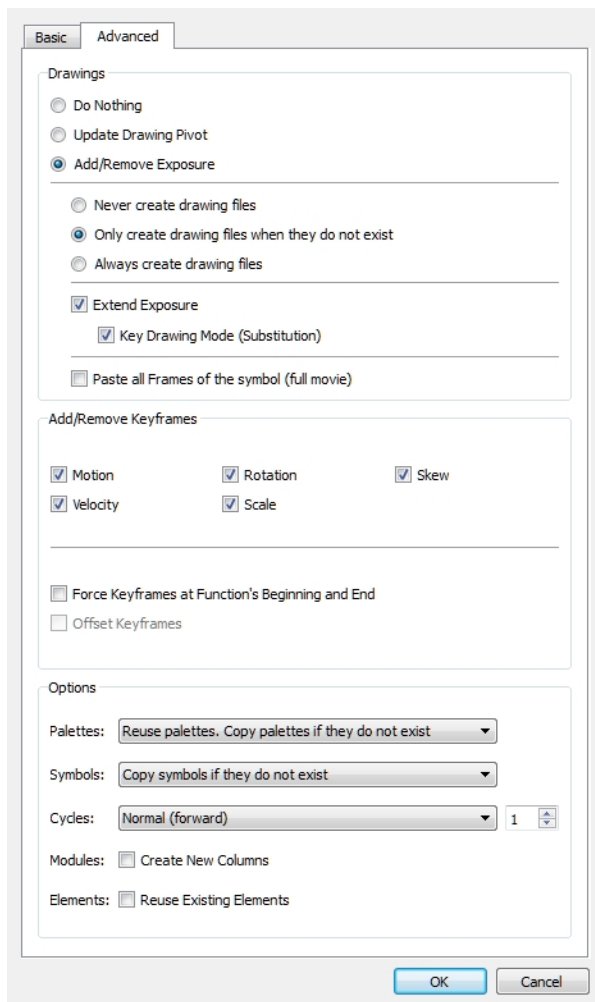 Basic Advanced
Drawings
Do Nothing
Update Drawing Pivot
Add/Remove Exposure
Never create drawing files
Only create drawing files when they do not exist
Always create drawing files
Extend Exposure
Key Drawing Mode (Substitution)
Paste all Frames of the symbol (full movie)
Add/Remove Keyframes
Motion Rotation Skew
Velocity Scale
Force Keyframes at Function's Beginning and End
Offset Keyframes
Options
Palettes: Reuse palettes. Copy palettes if they do not exist
Symbols: Copy symbols if they do not exist
Cycles: Normal (forward) 1
Modules: Create New Columns
Elements: Reuse Existing Elements
OK Cancel